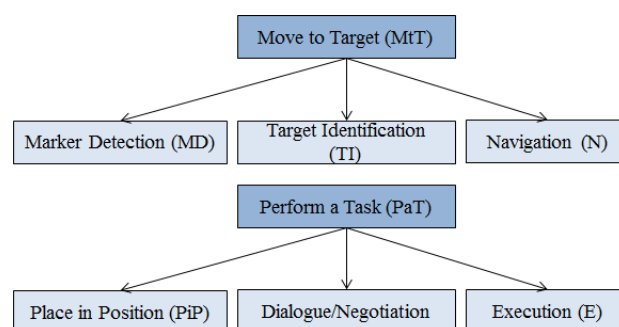 Move to Target (MtT)
Marker Detection (MD)
Target Identification
(TI)
Navigation (N)
Perform a Task (PaT)
Place in Position (PiP)
Dialogue/Negotiation
Execution (E)